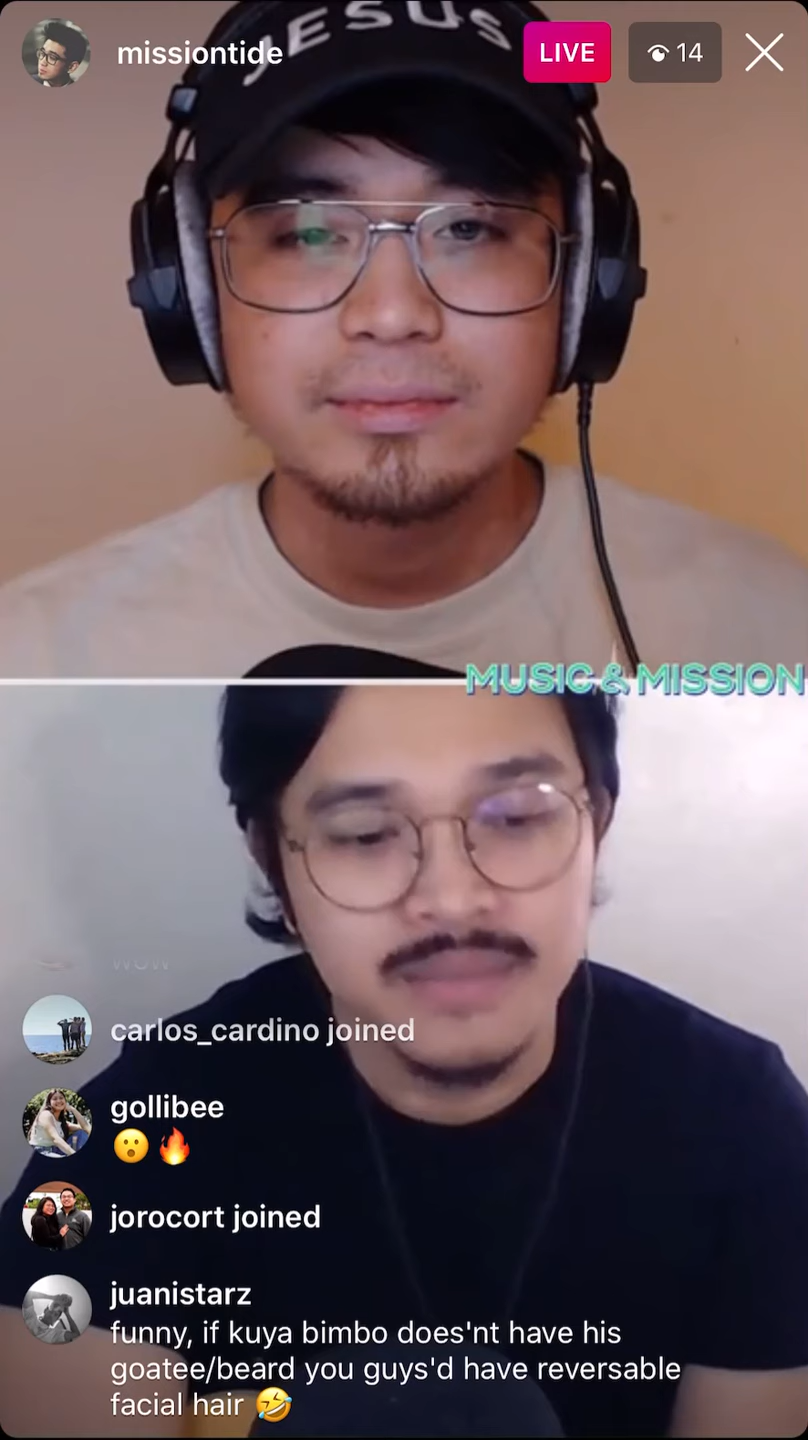 JESUS
missiontide
LIVE
14
MUSIC & MISSION
wow
carlos_cardino joined
gollibee
😮🔥
jorocort joined
juanistarz
funny, if kuya bimbo does'nt have his
goatee/beard you guys'd have reversable
facial hair 🤣